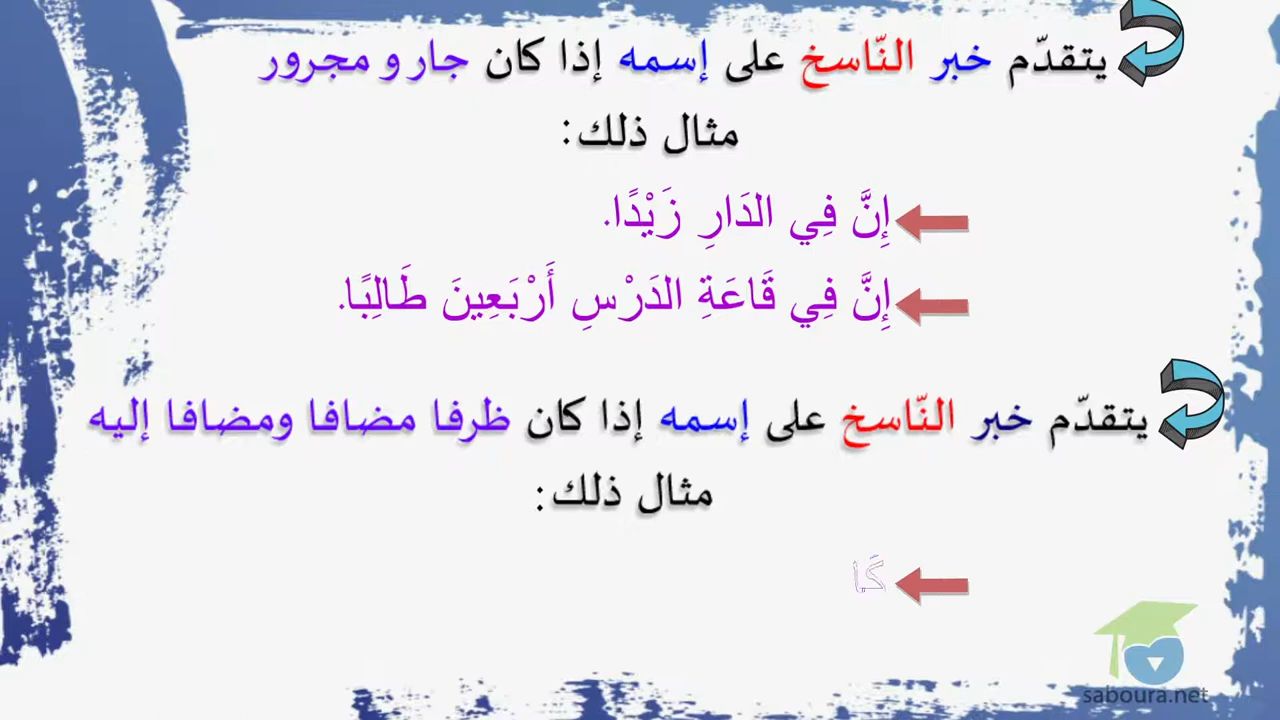 يتقدّم خبر النّاسخ على إسمه إذا كان جار و مجرور
مثال ذلك:
إِنَّ فِي الدَارِ زَيْدًا.
إِنَّ فِي قَاعَةِ الدَرْسِ أَرْبَعِينَ طَالِبًا.
يتقدّم خبر النّاسخ على إسمه إذا كان ظرفا مضافا ومضافا إليه
مثال ذلك:
كَا
saboura.net